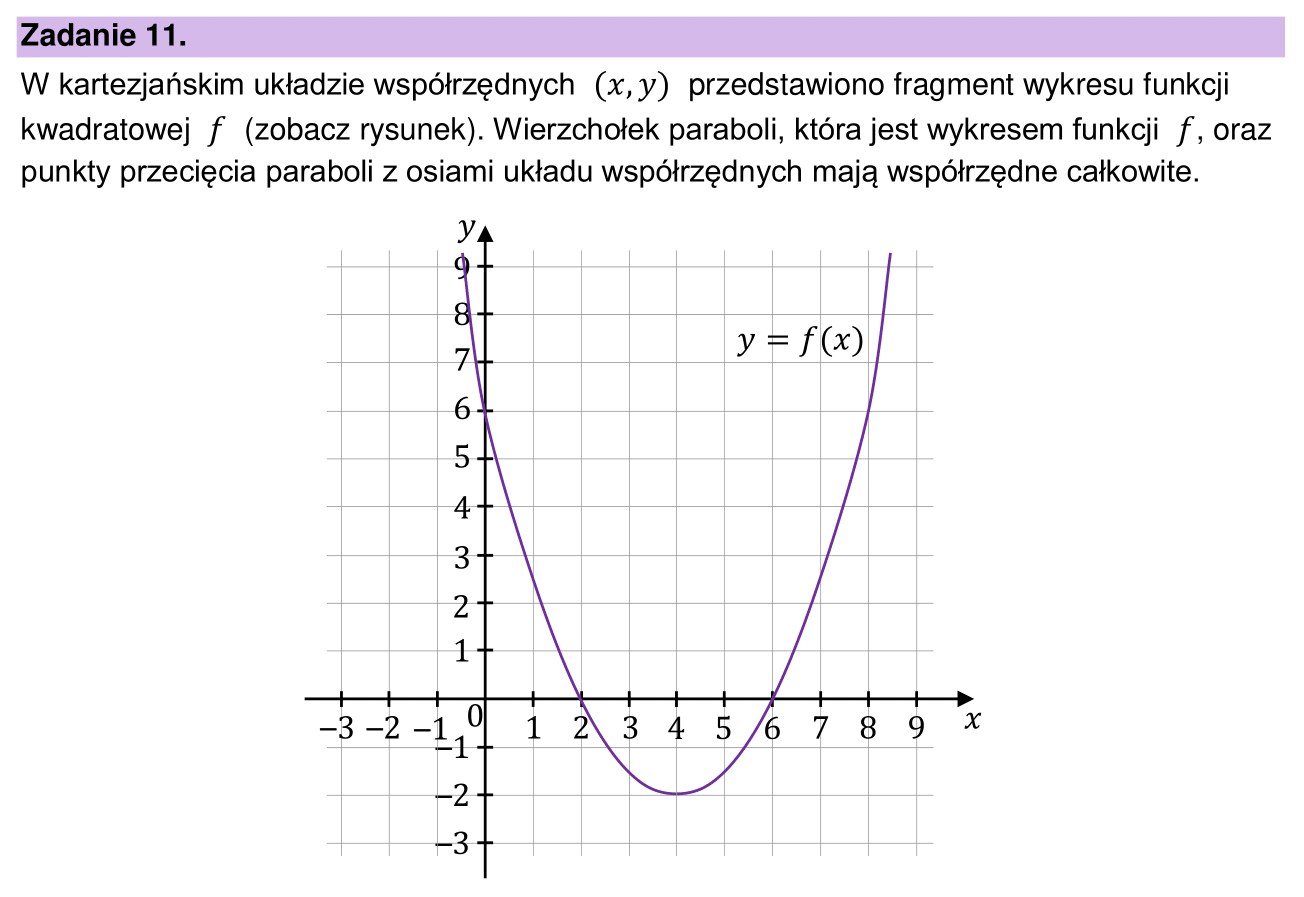 Zadanie 11.
W kartezjańskim układzie współrzędnych (x, y) przedstawiono fragment wykresu funkcji
kwadratowej f (zobacz rysunek). Wierzchołek paraboli, która jest wykresem funkcji f, oraz
punkty przecięcia paraboli z osiami układu współrzędnych mają współrzędne całkowite.
y
9
8
y = f(x)
7
6
5
4
3
2
1
−3 −2 −1 0 1 2 3 4 5 6 7 8 9 x
−1
−2
−3